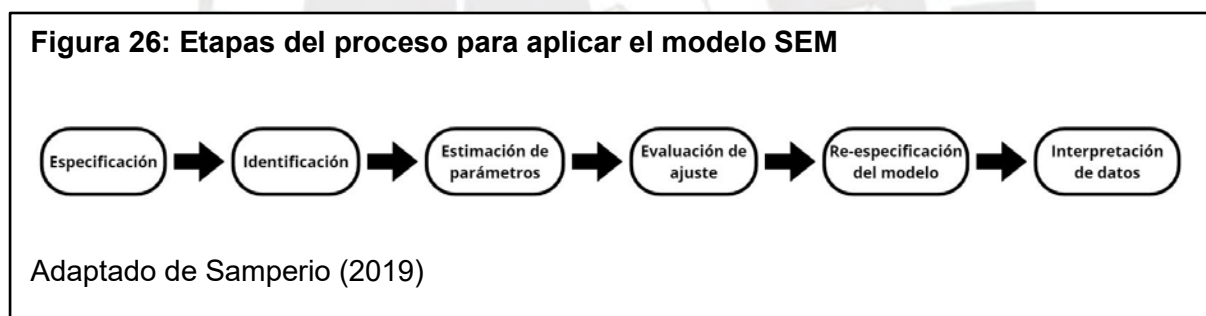 Figura 26: Etapas del proceso para aplicar el modelo SEM
Especificación
Identificación
Estimación de
parámetros
Evaluación de
ajuste
Re-especificación
del modelo
Interpretación
de datos
Adaptado de Samperio (2019)